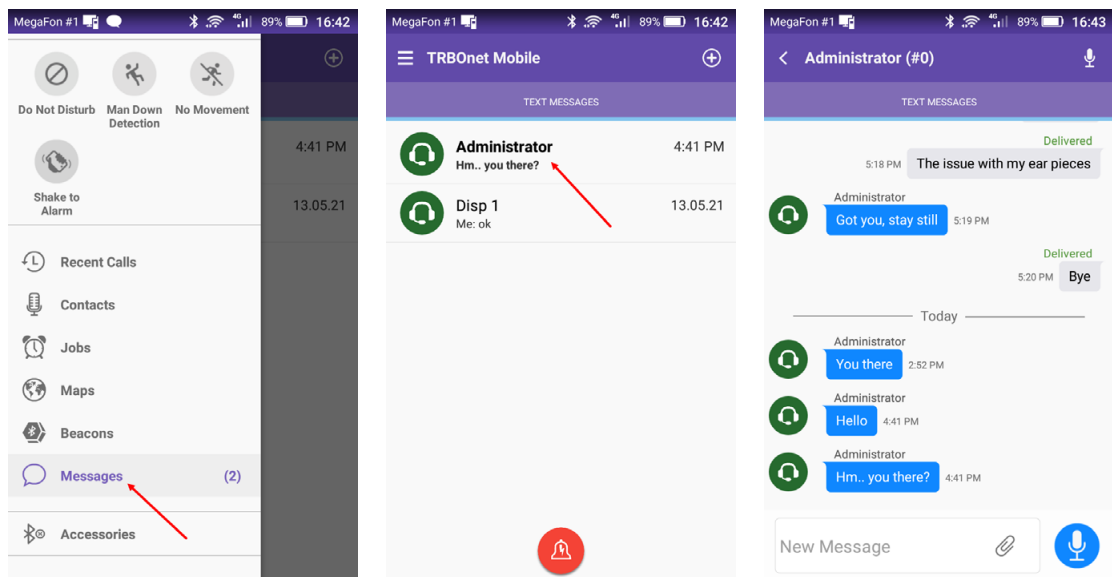 MegaFon #1 4G 89% 16:42
Do Not Disturb
Man Down
Detection
No Movement
4:41 PM
Shake to
Alarm
13.05.21
Recent Calls
Contacts
Jobs
Maps
Beacons
Messages (2)
Accessories
MegaFon #1 4G 89% 16:42
TRBOnet Mobile
TEXT MESSAGES
Administrator 4:41 PM
Hm.. you there?
Disp 1 13.05.21
Me: ok
MegaFon #1 4G 89% 16:43
Administrator (#0)
TEXT MESSAGES
Delivered
5:18 PM The issue with my ear pieces
Administrator
Got you, stay still 5:19 PM
Delivered
5:20 PM Bye
Today
Administrator
You there 2:52 PM
Administrator
Hello 4:41 PM
Administrator
Hm.. you there? 4:41 PM
New Message